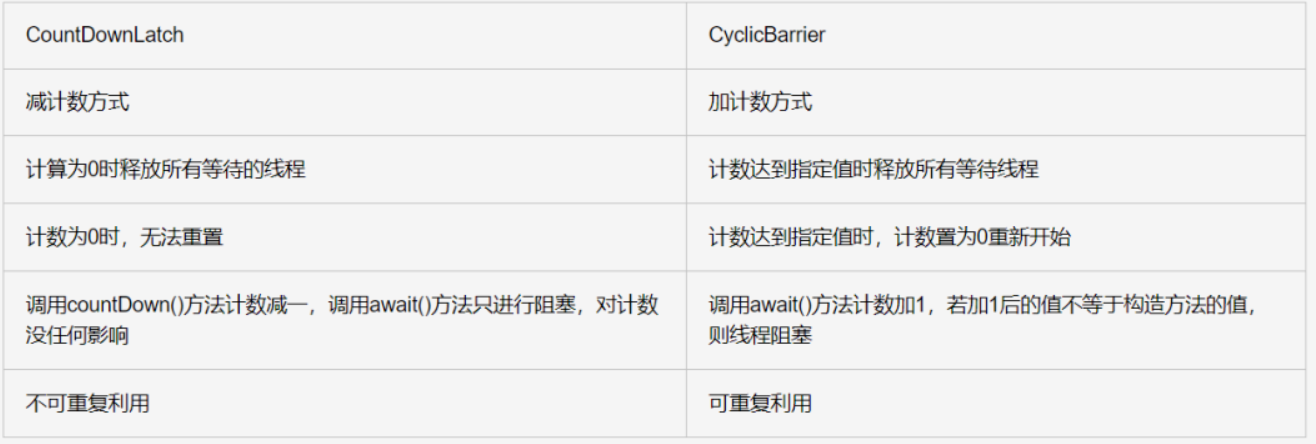 CountDownLatch
CyclicBarrier
减计数方式
加计数方式
计算为0时释放所有等待的线程
计数达到指定值时释放所有等待线程
计数为0时，无法重置
计数达到指定值时，计数置为0重新开始
调用countDown()方法计数减一，调用await()方法只进行阻塞，对计数
没任何影响
调用await()方法计数加1，若加1后的值不等于构造方法的值，
则线程阻塞
不可重复利用
可重复利用